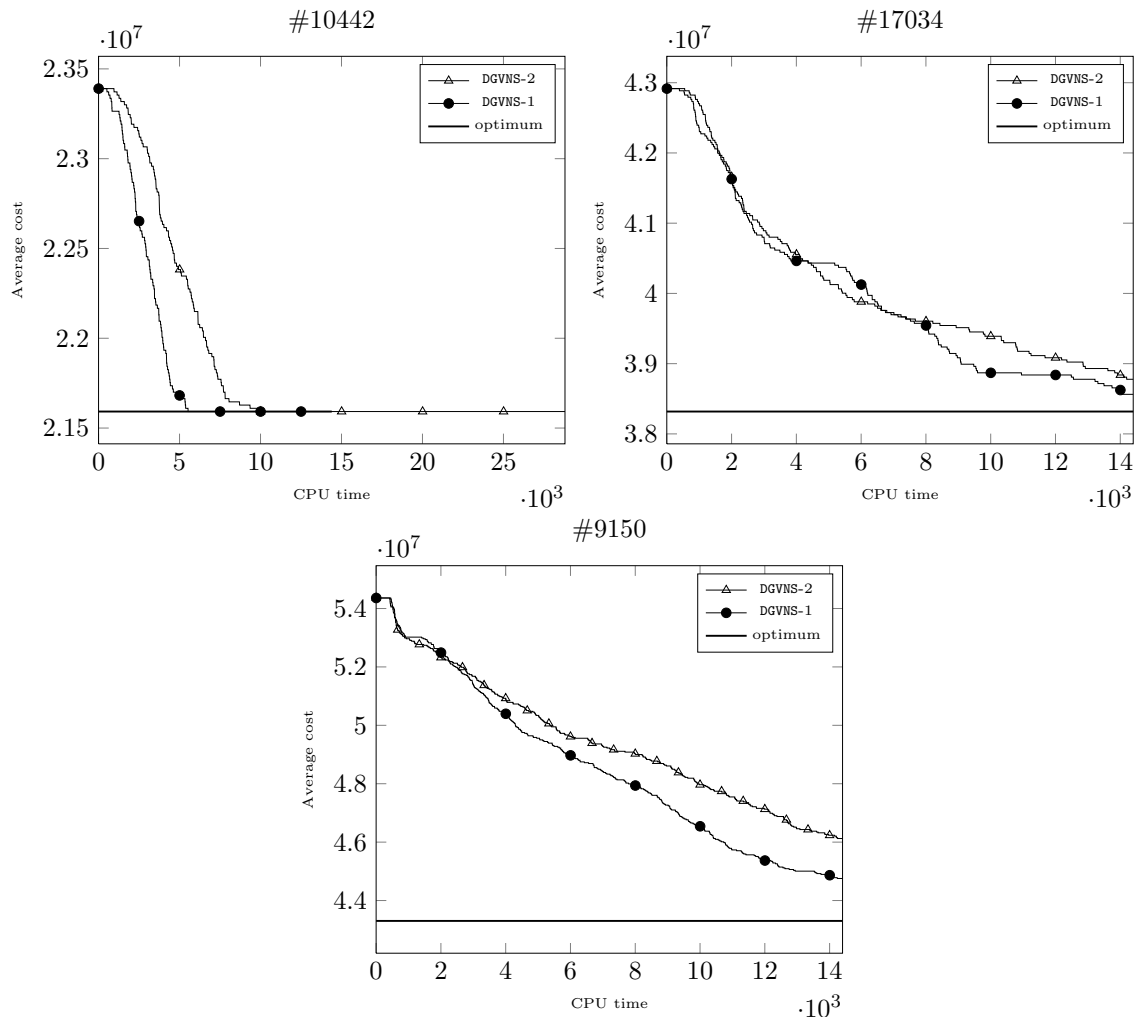 #10442
·10^7
2.35
2.3
2.25
2.2
2.15
Average cost
DGVNS-2
DGVNS-1
optimum
0 5 10 15 20 25
CPU time
·10^3
#17034
·10^7
4.3
4.2
4.1
4
3.9
3.8
Average cost
DGVNS-2
DGVNS-1
optimum
0 2 4 6 8 10 12 14
CPU time
·10^3
#9150
·10^7
5.4
5.2
5
4.8
4.6
4.4
Average cost
DGVNS-2
DGVNS-1
optimum
0 2 4 6 8 10 12 14
CPU time
·10^3